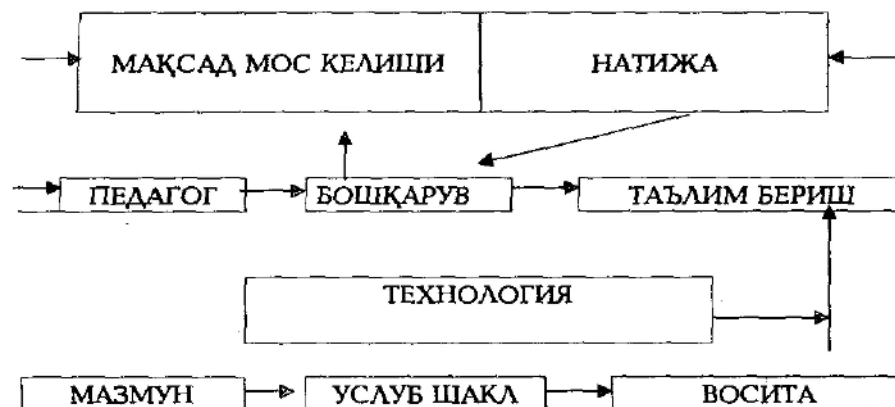 МАҚСАД МОС КЕЛИШИ НАТИЖА
ПЕДАГОГ БОШҚАРУВ ТАЪЛИМ БЕРИШ
ТЕХНОЛОГИЯ
МАЗМУН УСЛУБ ШАКЛ ВОСИТА